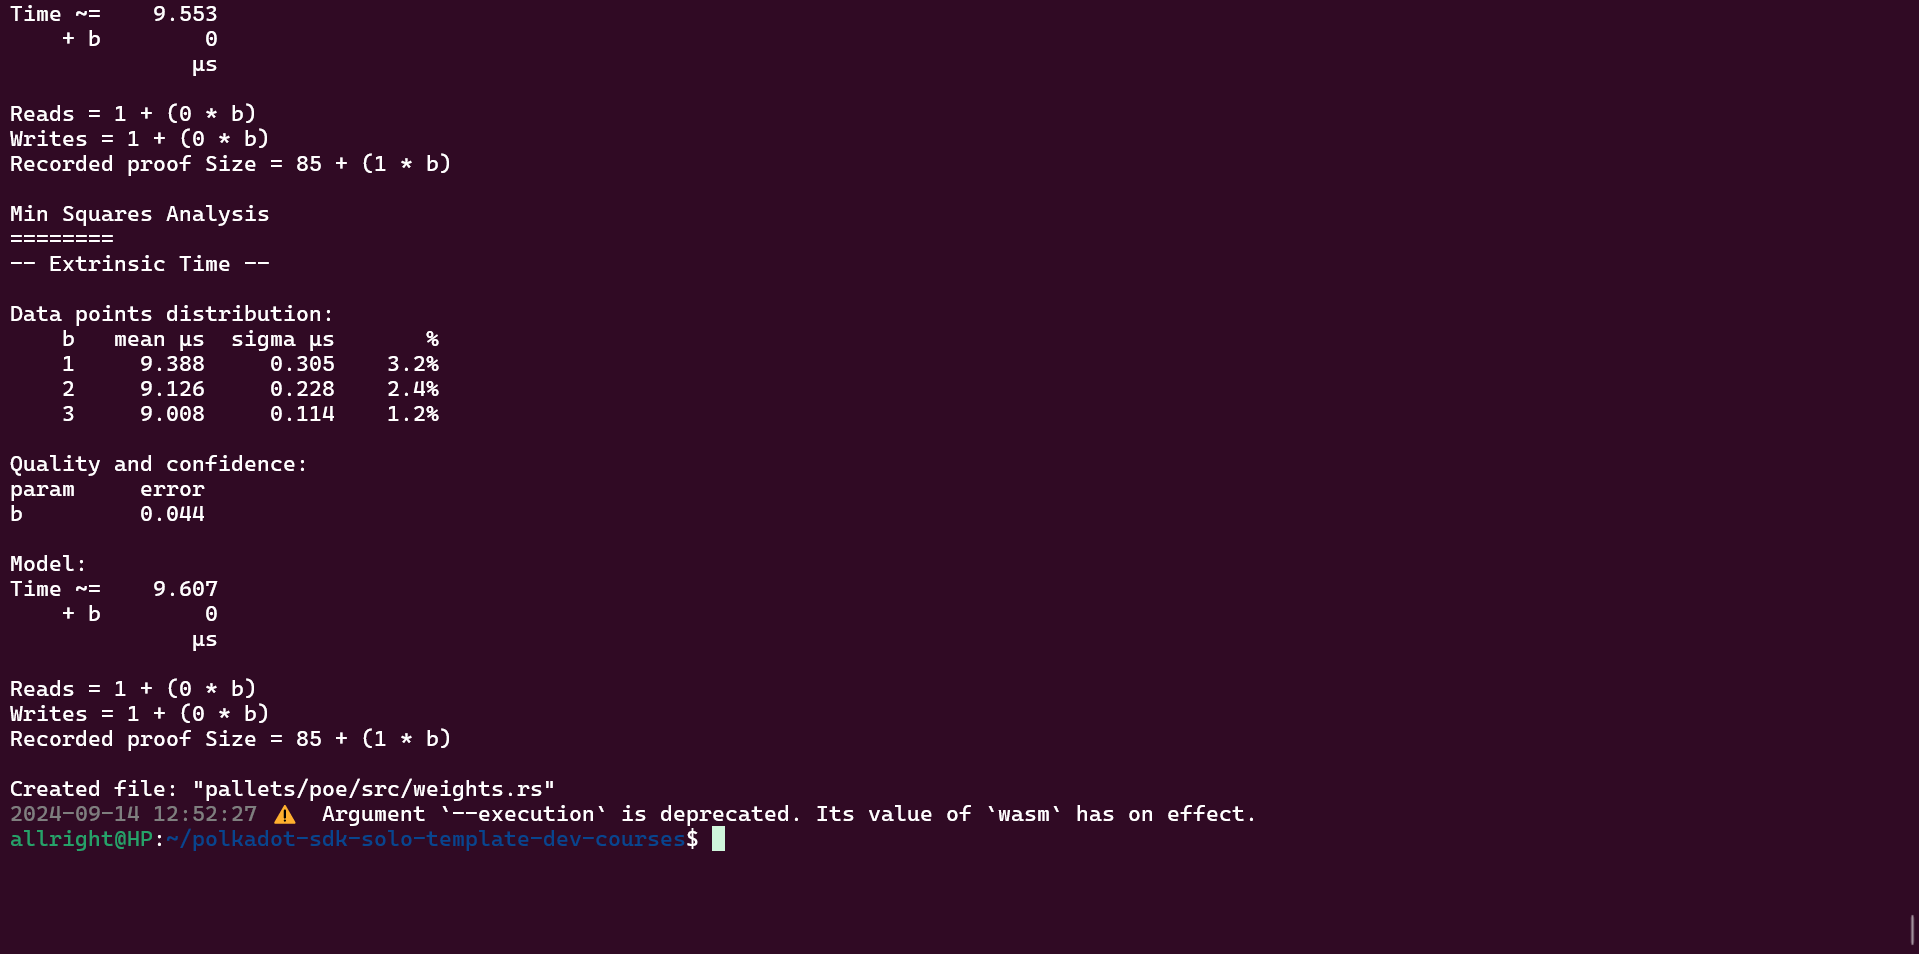 Time ~=    9.553
    + b        0
              µs
Reads = 1 + (0 * b)
Writes = 1 + (0 * b)
Recorded proof Size = 85 + (1 * b)
Min Squares Analysis
========
-- Extrinsic Time --
Data points distribution:
    b   mean µs  sigma µs       %
    1     9.388     0.305    3.2%
    2     9.126     0.228    2.4%
    3     9.008     0.114    1.2%
Quality and confidence:
param     error
b         0.044
Model:
Time ~=    9.607
    + b        0
              µs
Reads = 1 + (0 * b)
Writes = 1 + (0 * b)
Recorded proof Size = 85 + (1 * b)
Created file: "pallets/poe/src/weights.rs"
2024-09-14 12:52:27 ⚠️  Argument `--execution` is deprecated. Its value of `wasm` has on effect.
allright@HP:~/polkadot-sdk-solo-template-dev-courses$